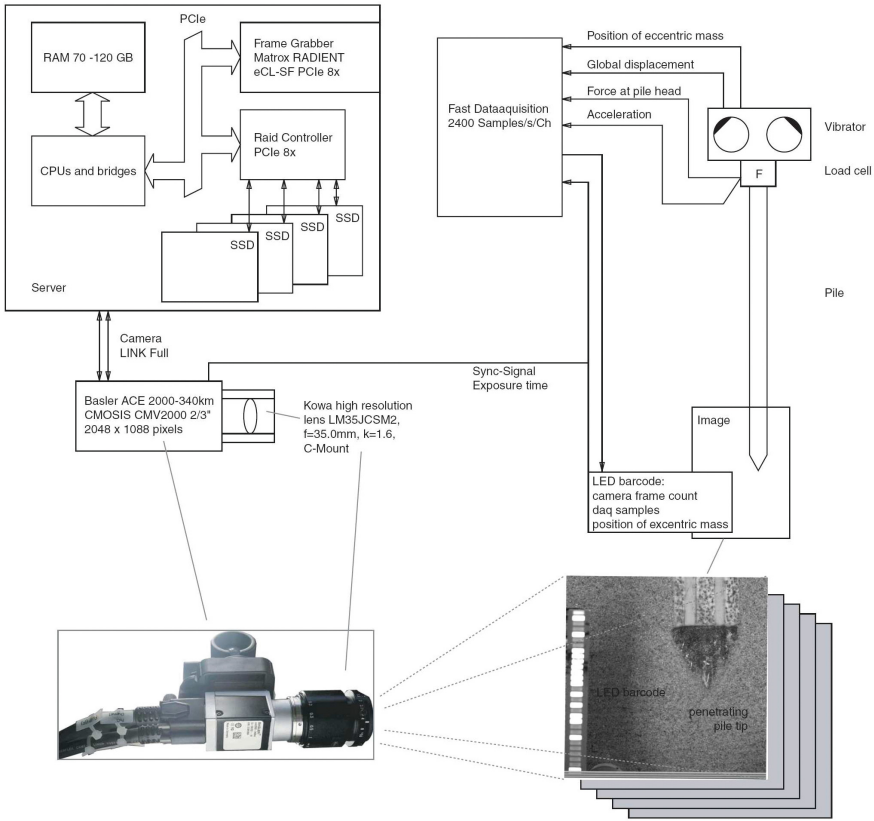 PCIe
RAM 70 -120 GB
Frame Grabber
Matrox RADIENT
eCL-SF PCIe 8x
CPUs and bridges
Raid Controller
PCIe 8x
SSD
SSD
SSD
SSD
Server
Camera
LINK Full
Basler ACE 2000-340km
CMOSIS CMV2000 2/3"
2048 x 1088 pixels
Kowa high resolution
lens LM35JCSM2,
f=35.0mm, k=1.6,
C-Mount
Fast Dataaquisition
2400 Samples/s/Ch
Position of eccentric mass
Global displacement
Force at pile head
Acceleration
Vibrator
F
Load cell
Pile
Sync-Signal
Exposure time
Image
LED barcode:
camera frame count
daq samples
position of excentric mass
LED barcode
penetrating
pile tip